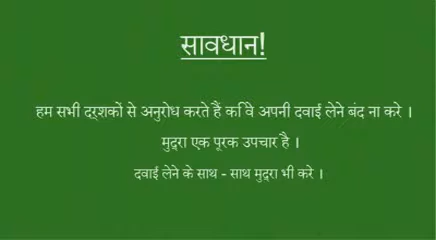 सावधान!
हम सभी दर्शकों से अनुरोध करते हैं कि वे अपनी दवाई लेने बंद ना करे ।
मुद्रा एक पूरक उपचार है ।
दवाई लेने के साथ - साथ मुद्रा भी करे ।